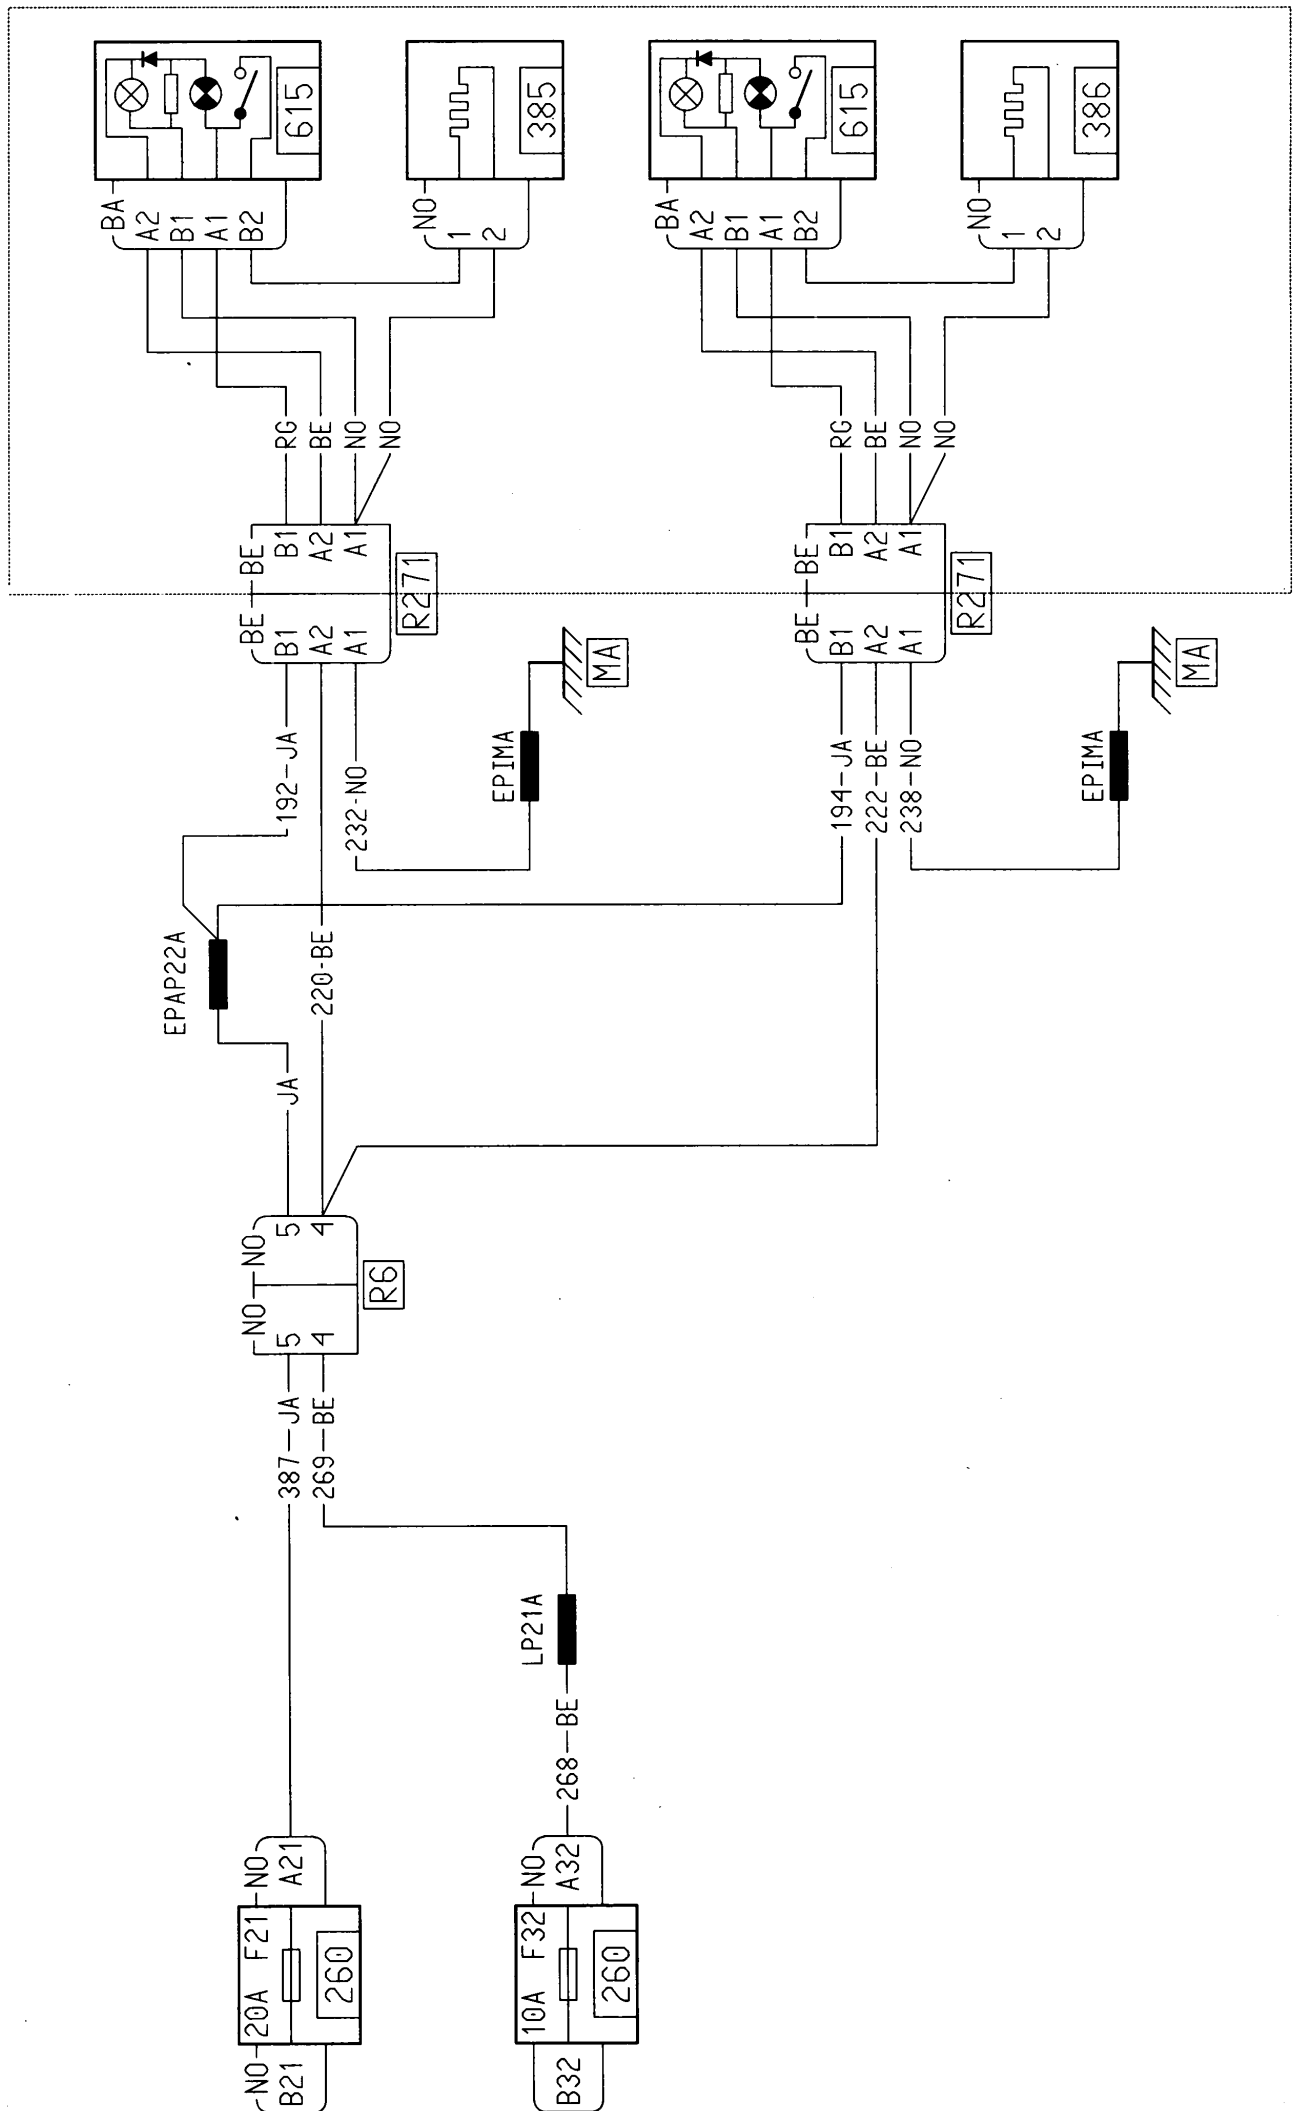 615
BA
A2
B1
A1
B2
385
NO
1
2
615
BA
A2
B1
A1
B2
386
NO
1
2
RG
BE
NO
NO
RG
BE
NO
NO
BE
B1
A2
A1
BE
B1
A2
A1
R271
BE
B1
A2
A1
BE
B1
A2
A1
R271
MA
MA
192-JA
232-NO
EPIMA
194-JA
222-BE
238-NO
EPIMA
EPAP22A
220-BE
JA
NO
5
4
NO
5
4
R6
387-JA
269-BE
LP21A
268-BE
NO
A21
20A F21
260
NO
B21
NO
A32
10A F32
260
B32